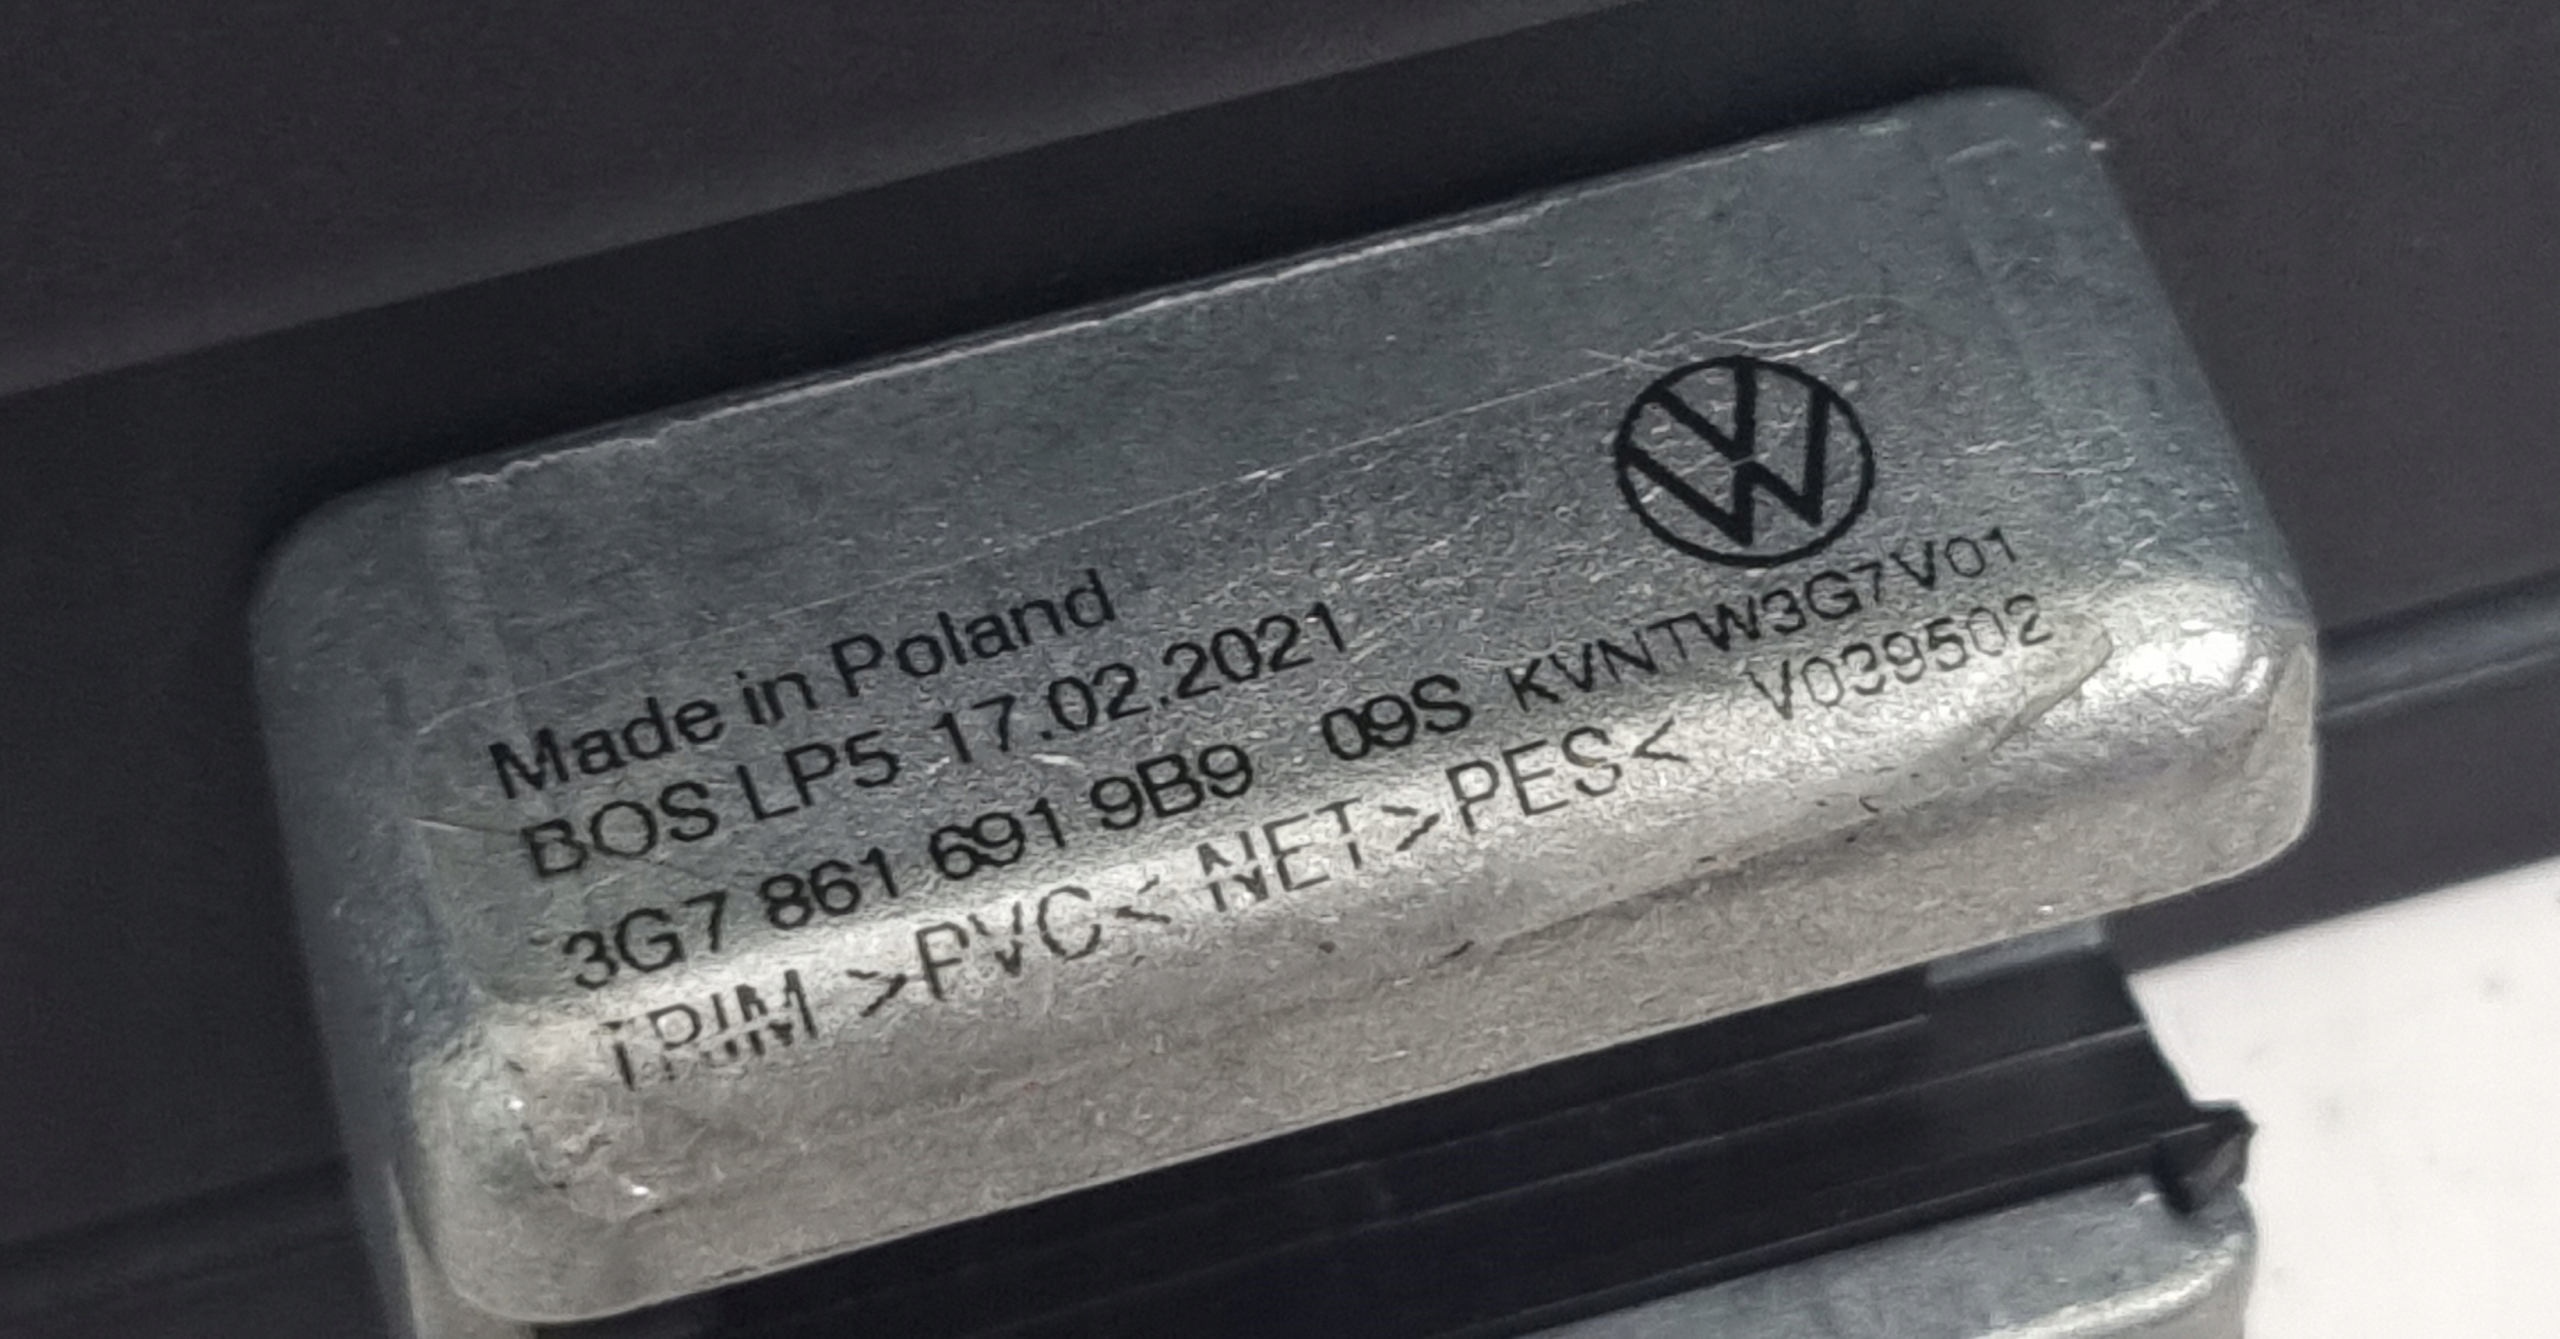 VW
Made in Poland
BOS LP5 17.02.2021
3G7 861 691 9B9 09S KVNTW3G7V01
TRIM >PVC< NET>PES< V039502